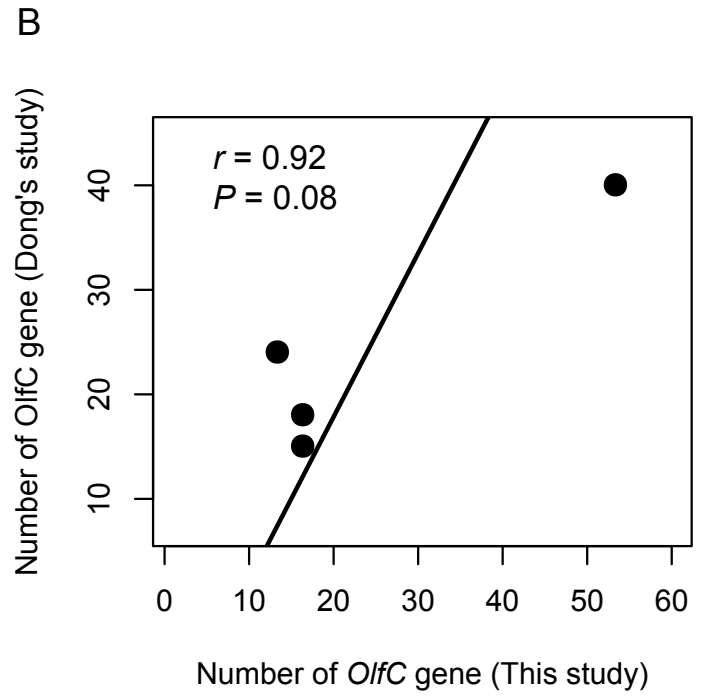 B
r = 0.92
P = 0.08
Number of OlfC gene (Dong's study)
40
30
20
10
0 10 20 30 40 50 60
Number of OlfC gene (This study)